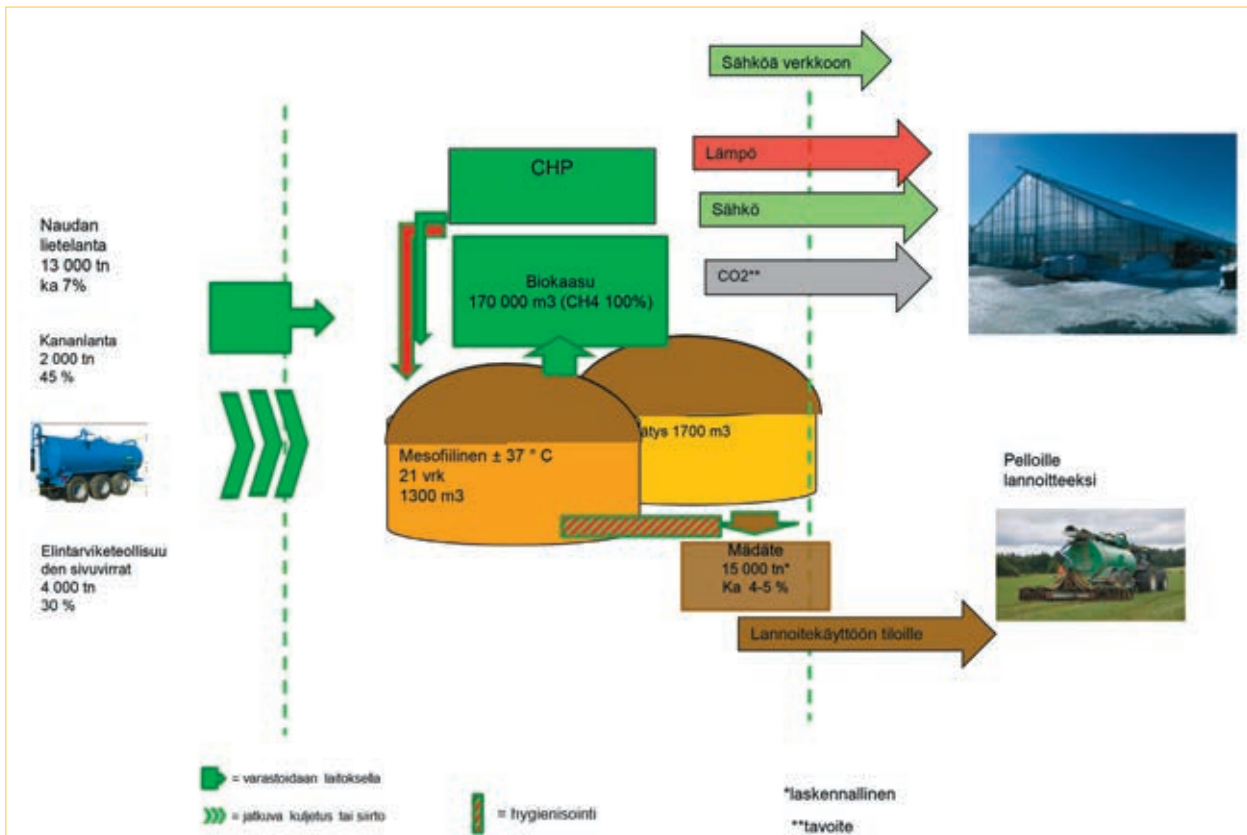 Sähköä verkkoon
Lämpö
Sähkö
CO2**
CHP
Biokaasu
170 000 m3 (CH4 100%)
Naudan
lietelanta
13 000 tn
ka 7%
Kananlanta
2 000 tn
45 %
Elintarviketeollisuu
den sivuvirrat
4 000 tn
30 %
Mesofiilinen ± 37 ° C
21 vrk
1300 m3
ätys 1700 m3
Mädäte
15 000 tn*
Ka 4-5 %
Lannoitekäyttöön tiloille
Pelloille
lannoitteeksi
= varastoidaan laitoksella
= jatkuva kuljetus tai siirto
= hygienisointi
*laskennallinen
**tavoite